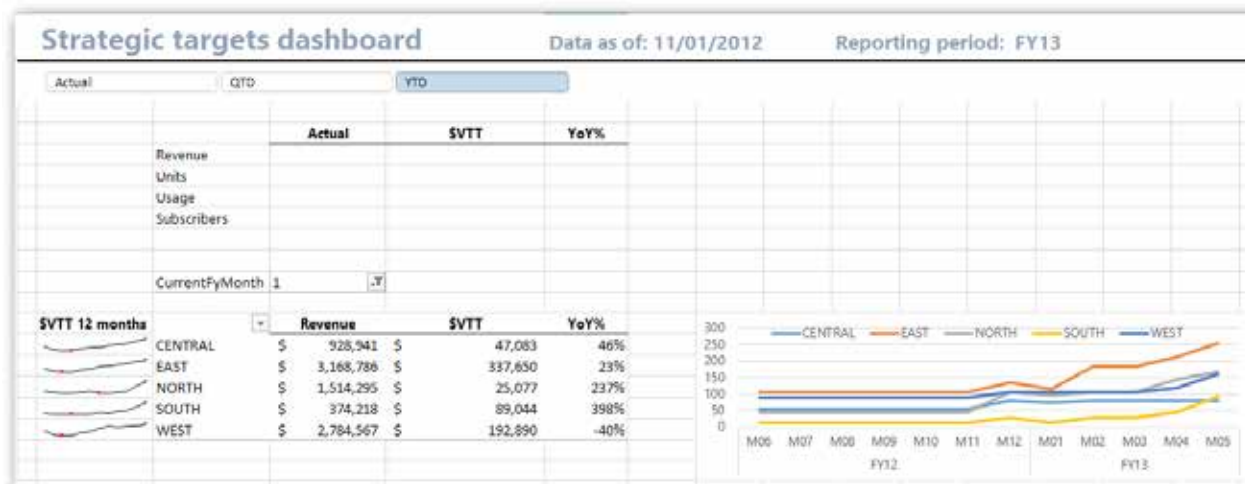 Strategic targets dashboard Data as of: 11/01/2012 Reporting period: FY13
Actual QTD YTD
Actual $VTT YoY%
Revenue
Units
Usage
Subscribers
CurrentFyMonth 1
$VTT 12 months Revenue $VTT YoY%
CENTRAL $ 928,941 $ 47,083 46%
EAST $ 3,168,786 $ 337,650 23%
NORTH $ 1,514,295 $ 25,077 237%
SOUTH $ 374,218 $ 89,044 398%
WEST $ 2,784,567 $ 192,890 -40%
CENTRAL EAST NORTH SOUTH WEST
300
250
200
150
100
50
0
M06 M07 M08 M09 M10 M11 M12 M01 M02 M03 M04 M05
FY12 FY13